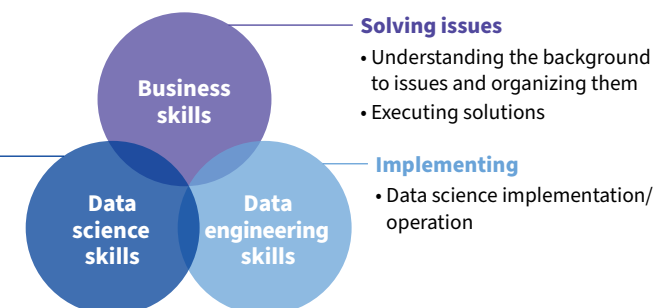 Business
skills
Data
science
skills
Data
engineering
skills
Solving issues
• Understanding the background
to issues and organizing them
• Executing solutions
Implementing
• Data science implementation/
operation